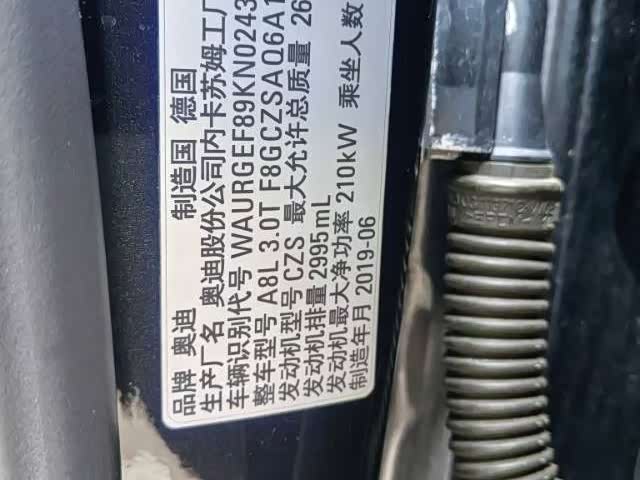 品牌 奥迪 制造国 德国
生产厂名 奥迪股份公司内卡苏姆工厂
车辆识别代号 WAURGEF89KN0243
整车型号 A8L 3.0T F8GCZSAQ6A1
发动机型号 CZS 最大允许总质量 26
发动机排量 2995mL
发动机最大净功率 210kW 乘坐人数
制造年月 2019-06